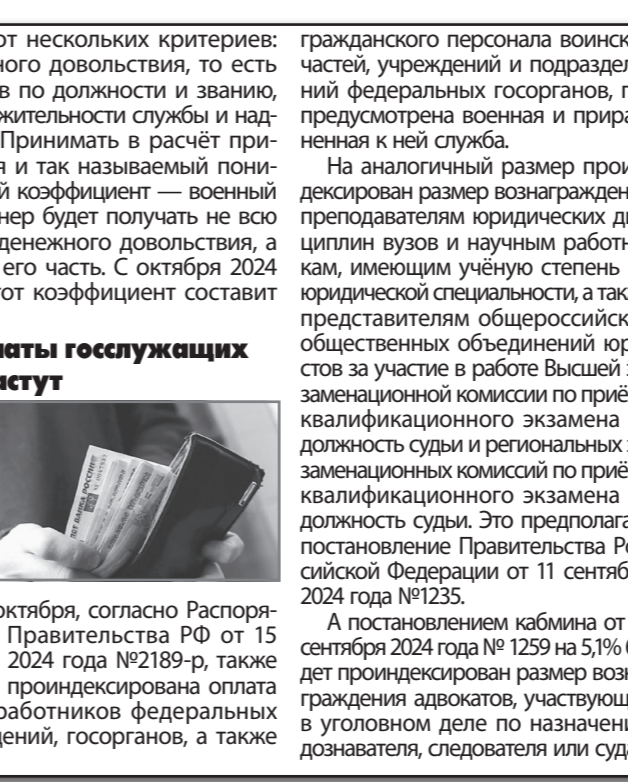 от нескольких критериев:
ного довольствия, то есть
в по должности и званию,
жительности службы и над-
Принимать в расчёт при-
я и так называемый пони-
й коэффициент — военный
нер будет получать не всю
денежного довольствия, а
его часть. С октября 2024
тот коэффициент составит
латы госслужащих
астут
октября, согласно Распоря-
Правительства РФ от 15
2024 года №2189-р, также
проиндексирована оплата
работников федеральных
дений, госорганов, а также
гражданского персонала воинск
частей, учреждений и подраздел
ний федеральных госорганов, г
предусмотрена военная и прира
ненная к ней служба.
На аналогичный размер прои
дексирован размер вознагражден
преподавателям юридических ди
циплин вузов и научным работн
кам, имеющим учёную степень
юридической специальности, а так
представителям общероссийск
общественных объединений юр
стов за участие в работе Высшей э
заменационной комиссии по приё
квалификационного экзамена
должность судьи и региональных э
заменационных комиссий по приё
квалификационного экзамена
должность судьи. Это предполага
постановление Правительства Ро
сийской Федерации от 11 сентяб
2024 года №1235.
А постановлением кабмина от
сентября 2024 года № 1259 на 5,1% б
дет проиндексирован размер возн
граждения адвокатов, участвующ
в уголовном деле по назначени
дознавателя, следователя или суда